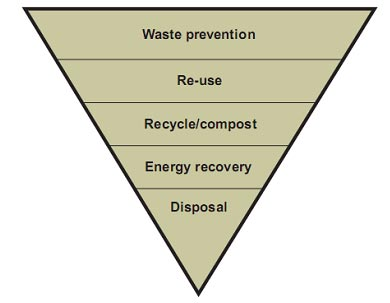 Waste prevention
Re-use
Recycle/compost
Energy recovery
Disposal